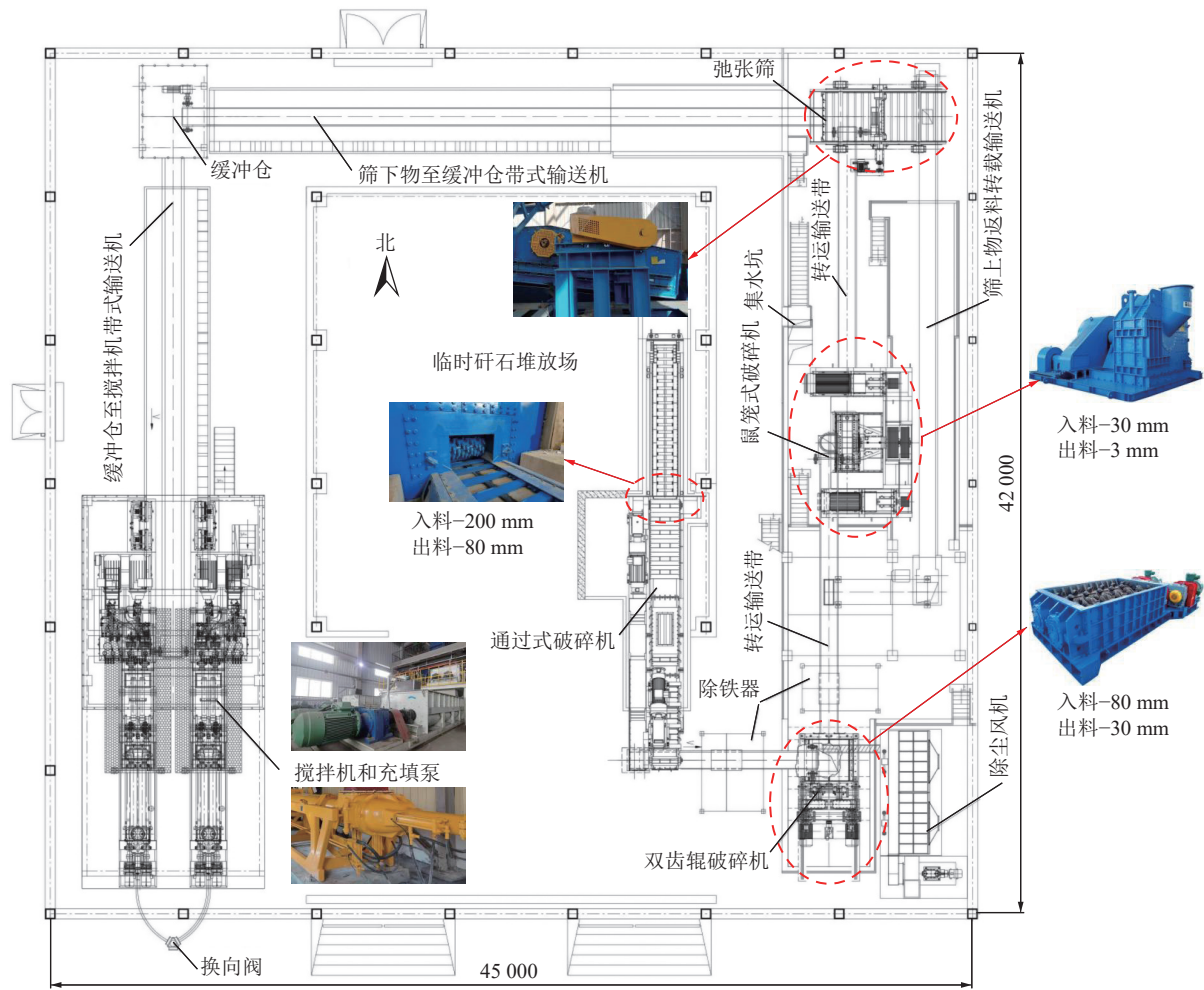 弛张筛
缓冲仓
筛下物至缓冲仓带式输送机
缓冲仓至搅拌机带式输送机
北
转运输送带
筛上物返料转载输送机
集水坑
鼠笼式破碎机
临时矸石堆放场
入料−30 mm
出料−3 mm
42 000
入料−200 mm
出料−80 mm
通过式破碎机
转运输送带
除铁器
入料−80 mm
出料−30 mm
除尘风机
搅拌机和充填泵
双齿辊破碎机
换向阀
45 000